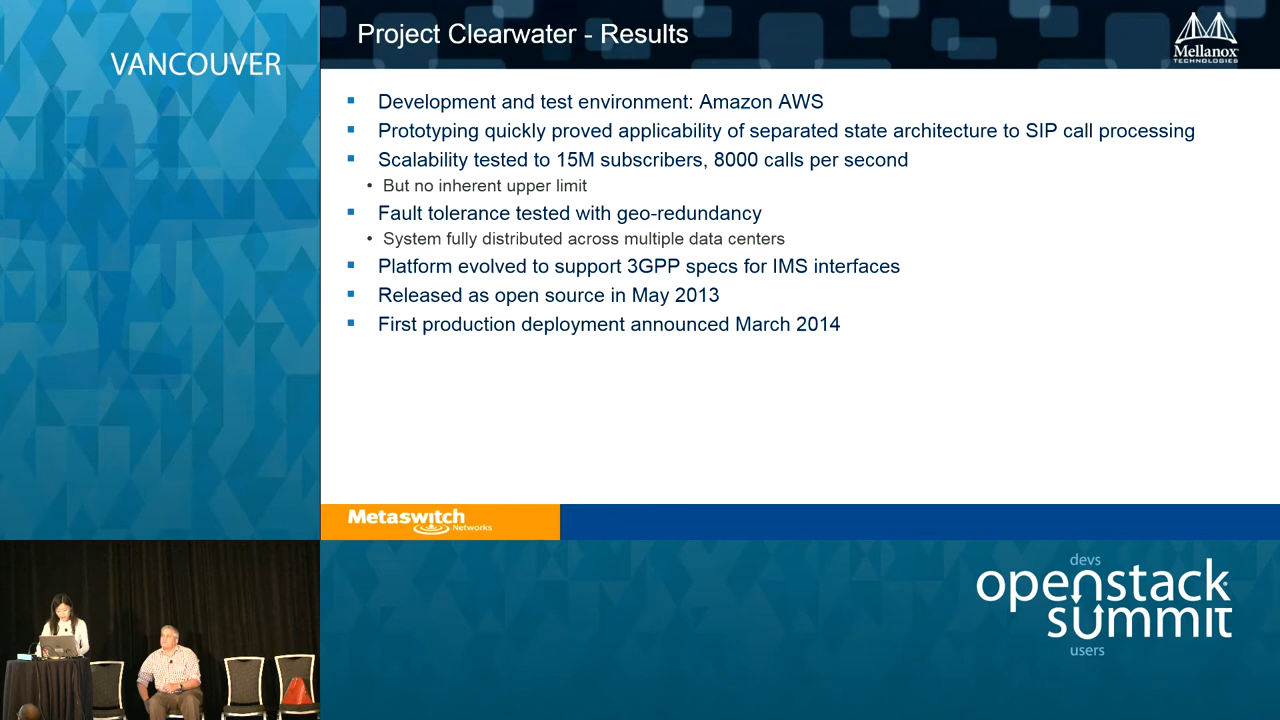 VANCOUVER
Project Clearwater - Results
Mellanox
TECHNOLOGIES
Development and test environment: Amazon AWS
Prototyping quickly proved applicability of separated state architecture to SIP call processing
Scalability tested to 15M subscribers, 8000 calls per second
But no inherent upper limit
Fault tolerance tested with geo-redundancy
System fully distributed across multiple data centers
Platform evolved to support 3GPP specs for IMS interfaces
Released as open source in May 2013
First production deployment announced March 2014
Metaswitch
Networks
devs
openstack
summit
users